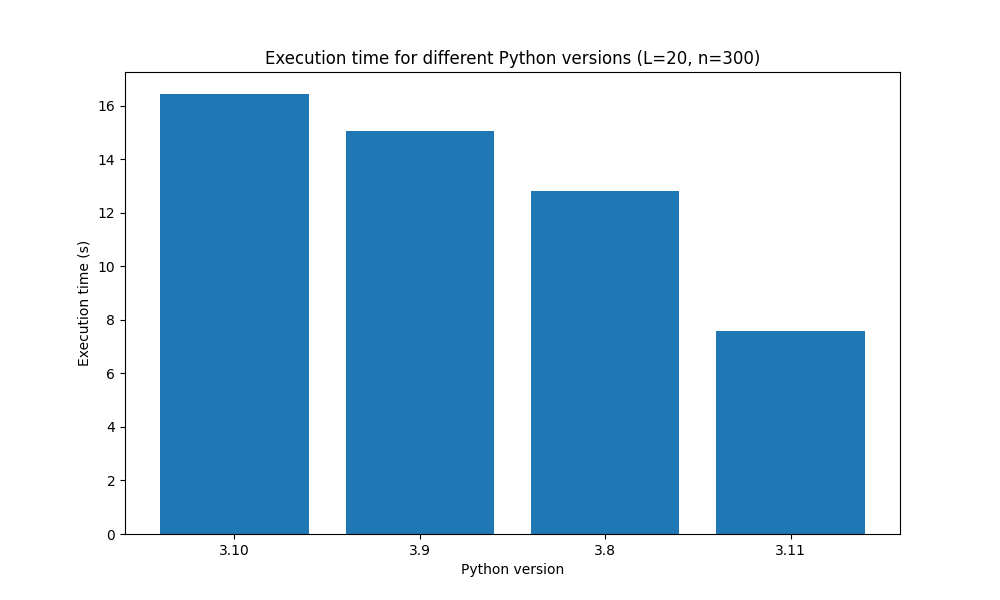 Execution time for different Python versions (L=20, n=300)
16
14
12
10
8
6
4
2
0
Execution time (s)
3.10 3.9 3.8 3.11
Python version